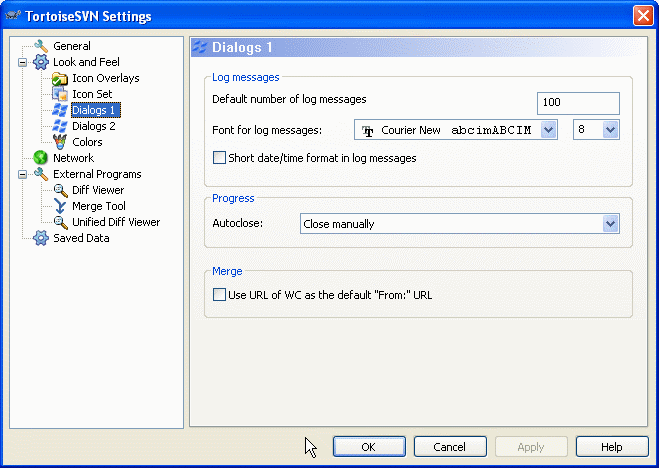 TortoiseSVN Settings
General
Look and Feel
Icon Overlays
Icon Set
Dialogs 1
Dialogs 2
Colors
Network
External Programs
Diff Viewer
Merge Tool
Unified Diff Viewer
Saved Data
Dialogs 1
Log messages
Default number of log messages 100
Font for log messages: Courier New abcimABCIM 8
Short date/time format in log messages
Progress
Autoclose: Close manually
Merge
Use URL of WC as the default "From:" URL
OK Cancel Apply Help